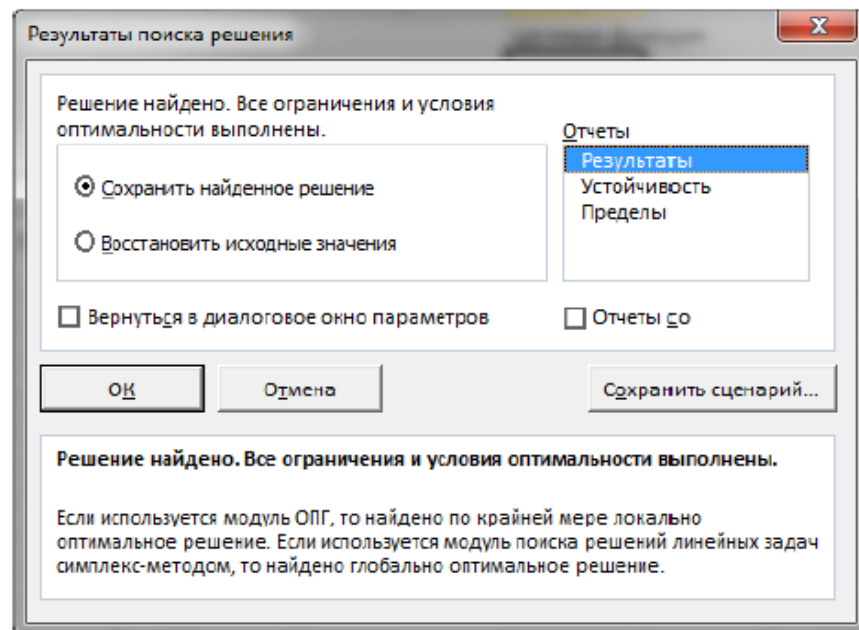 Результаты поиска решения
Решение найдено. Все ограничения и условия
оптимальности выполнены.
Отчеты
Результаты
Устойчивость
Пределы
Сохранить найденное решение
Восстановить исходные значения
Вернуться в диалоговое окно параметров
Отчеты со
ОК
Отмена
Сохранить сценарий...
Решение найдено. Все ограничения и условия оптимальности выполнены.
Если используется модуль ОПГ, то найдено по крайней мере локально
оптимальное решение. Если используется модуль поиска решений линейных задач
симплекс-методом, то найдено глобально оптимальное решение.